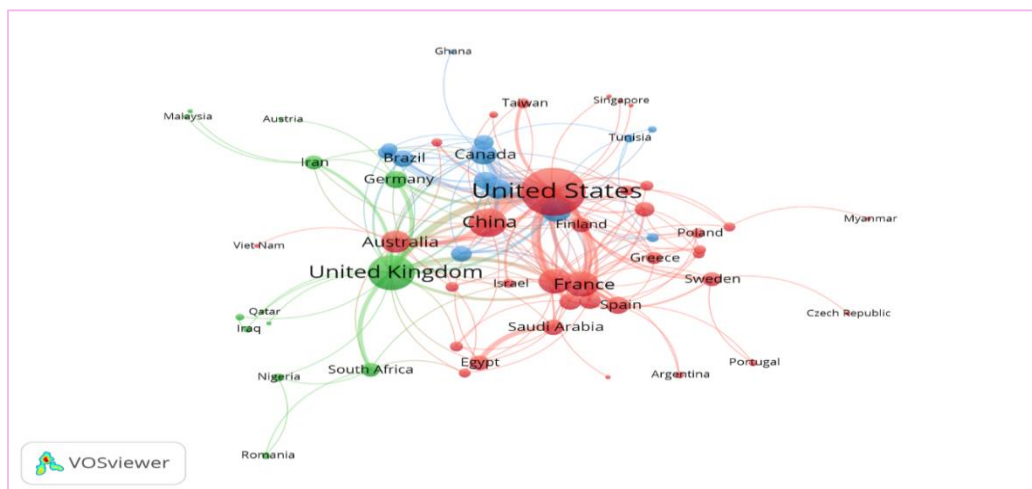 Ghana
Taiwan
Singapore
Malaysia
Austria
Tunisia
Iran
Brazil
Canada
Germany
United States
China
Finland
Myanmar
Poland
Viet Nam
Australia
Greece
United Kingdom
Israel
France
Sweden
Qatar
Spain
Czech Republic
Iraq
Saudi Arabia
Egypt
Portugal
South Africa
Argentina
Nigeria
Romania
VOSviewer